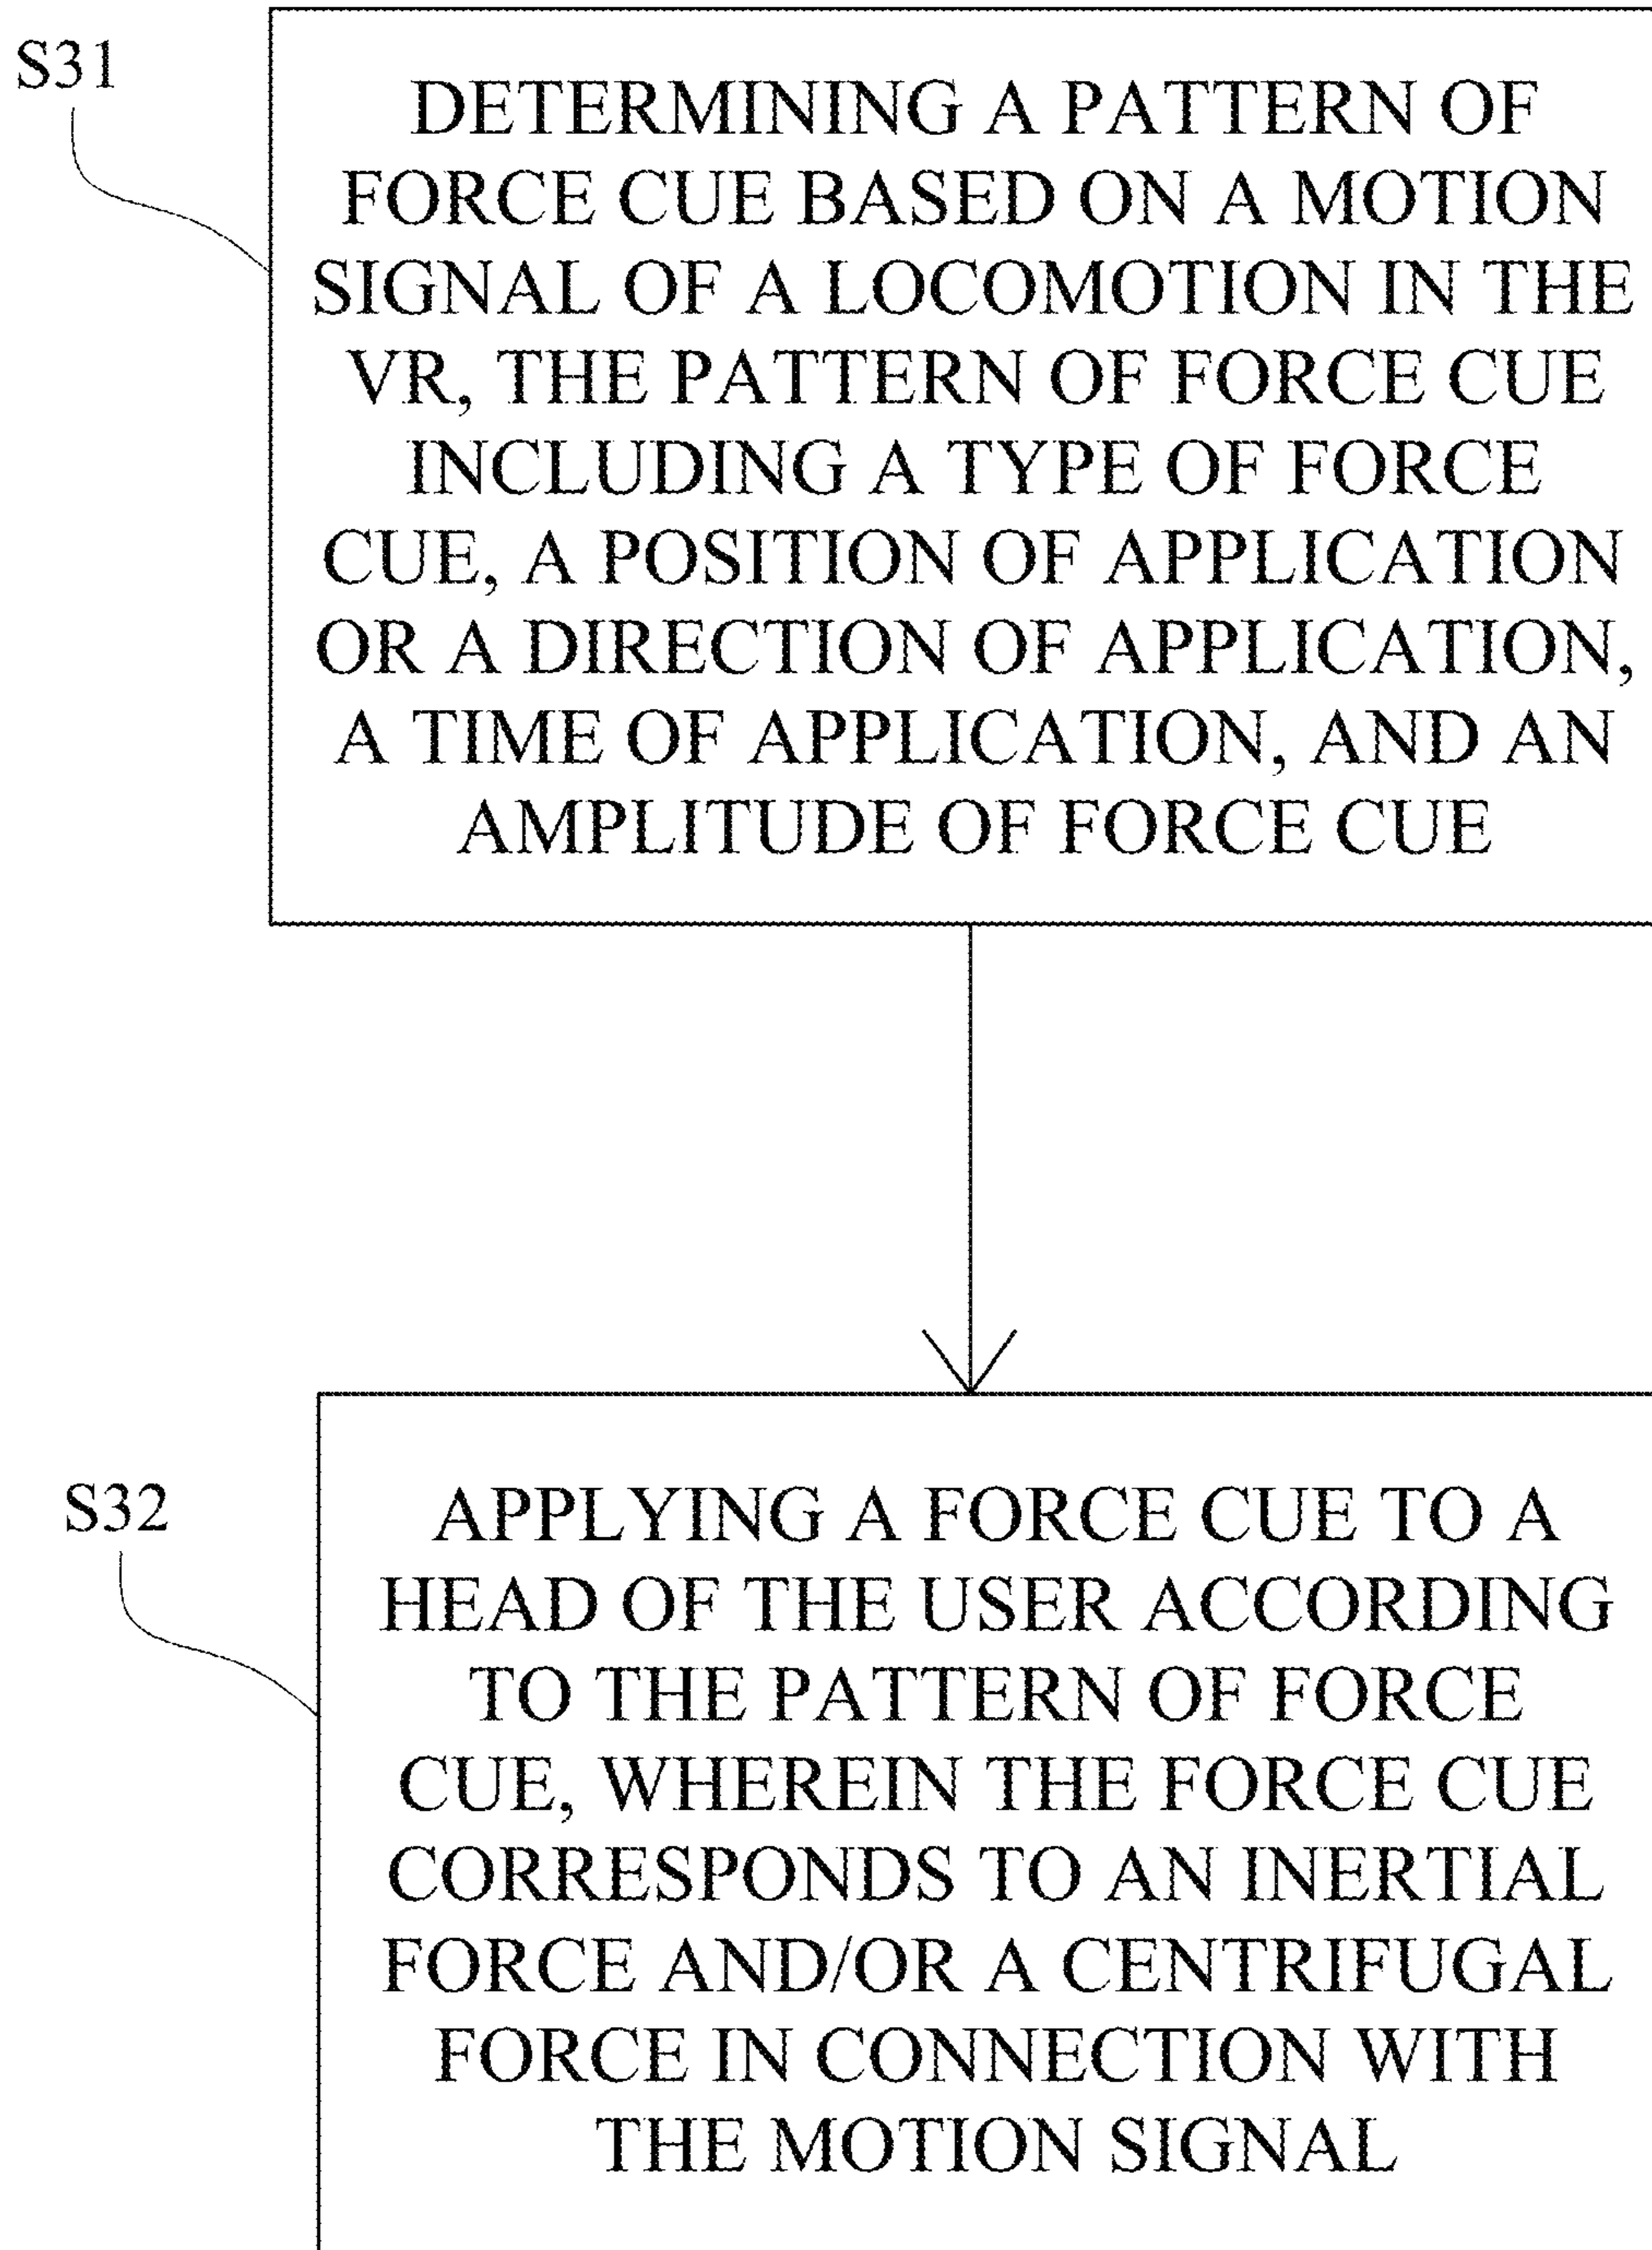 S31
DETERMINING A PATTERN OF
FORCE CUE BASED ON A MOTION
SIGNAL OF A LOCOMOTION IN THE
VR, THE PATTERN OF FORCE CUE
INCLUDING A TYPE OF FORCE
CUE, A POSITION OF APPLICATION
OR A DIRECTION OF APPLICATION,
A TIME OF APPLICATION, AND AN
AMPLITUDE OF FORCE CUE
S32
APPLYING A FORCE CUE TO A
HEAD OF THE USER ACCORDING
TO THE PATTERN OF FORCE
CUE, WHEREIN THE FORCE CUE
CORRESPONDS TO AN INERTIAL
FORCE AND/OR A CENTRIFUGAL
FORCE IN CONNECTION WITH
THE MOTION SIGNAL